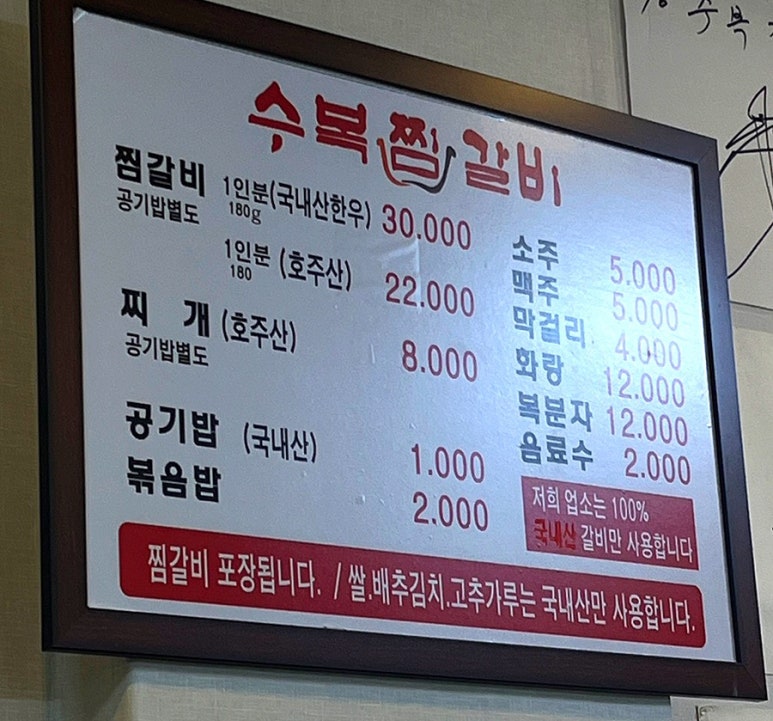 수복찜갈비
찜갈비 1인분(국내산한우) 30.000
공기밥별도 180g
1인분 (호주산) 22.000
180
찌 개 (호주산) 8.000
공기밥별도
공기밥 (국내산) 1.000
볶음밥 2.000
소주 5.000
맥주 5.000
막걸리 4.000
화랑 12.000
복분자 12.000
음료수 2.000
저희 업소는 100%
국내산 갈비만 사용합니다
찜갈비 포장됩니다. / 쌀.배추김치.고추가루는 국내산만 사용합니다.
수복